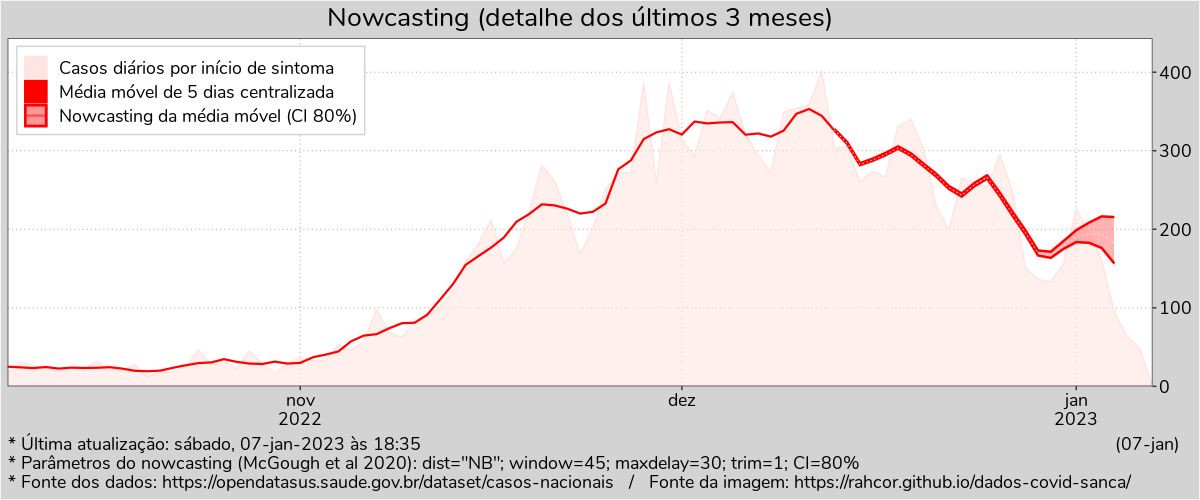 Nowcasting (detalhe dos últimos 3 meses)
Casos diários por início de sintoma
Média móvel de 5 dias centralizada
Nowcasting da média móvel (CI 80%)
400
300
200
100
0
nov
2022
dez
jan
2023
* Última atualização: sábado, 07-jan-2023 às 18:35
(07-jan)
* Parâmetros do nowcasting (McGough et al 2020): dist="NB"; window=45; maxdelay=30; trim=1; CI=80%
* Fonte dos dados: https://opendatasus.saude.gov.br/dataset/casos-nacionais / Fonte da imagem: https://rahcor.github.io/dados-covid-sanca/